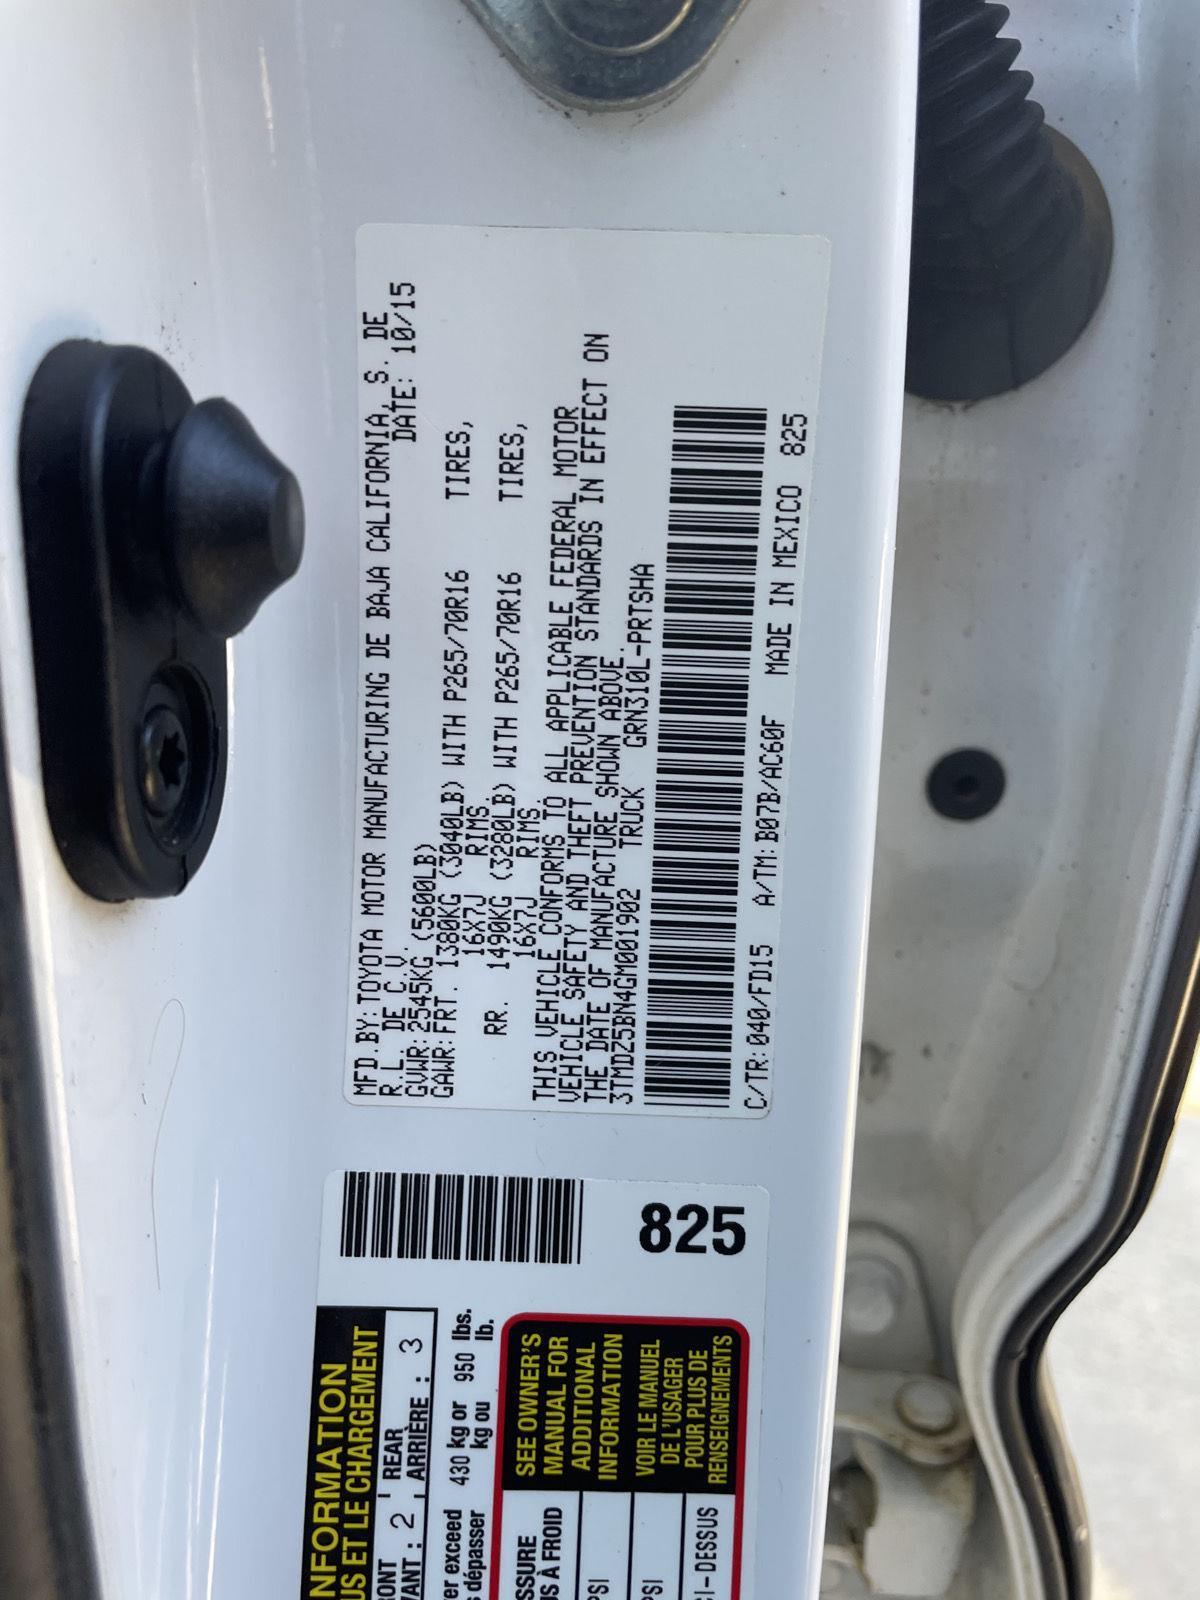 MFD.BY:TOYOTA MOTOR MANUFACTURING DE BAJA CALIFORNIA,S. DE
R.L. DE C.V. DATE: 10/15
GVWR:2545KG(5600LB)
GAWR:FRT. 1380KG (3040LB) WITH P265/70R16 TIRES,
16X7J RIMS.
RR. 1490KG (3280LB) WITH P265/70R16 TIRES,
16X7J RIMS.
THIS VEHICLE CONFORMS TO ALL APPLICABLE FEDERAL MOTOR
VEHICLE SAFETY AND THEFT PREVENTION STANDARDS IN EFFECT ON
THE DATE OF MANUFACTURE SHOWN ABOVE.
3TMDZ5BN4GM001902 TRUCK GRN310L-PRTSHA
C/TR:040/FD15 A/TM:B07B/AC60F MADE IN MEXICO 825
825
NFORMATION
US ET LE CHARGEMENT
RONT REAR
VANT : 2 ARRIÈRE : 3
er exceed 430 kg or 950 lbs.
s dépasser kg ou lb.
SEE OWNER'S
MANUAL FOR
ADDITIONAL
INFORMATION
VOIR LE MANUEL
DE L'USAGER
POUR PLUS DE
RENSEIGNEMENTS
SSURE
US À FROID
PSI
PSI
CI-DESSUS